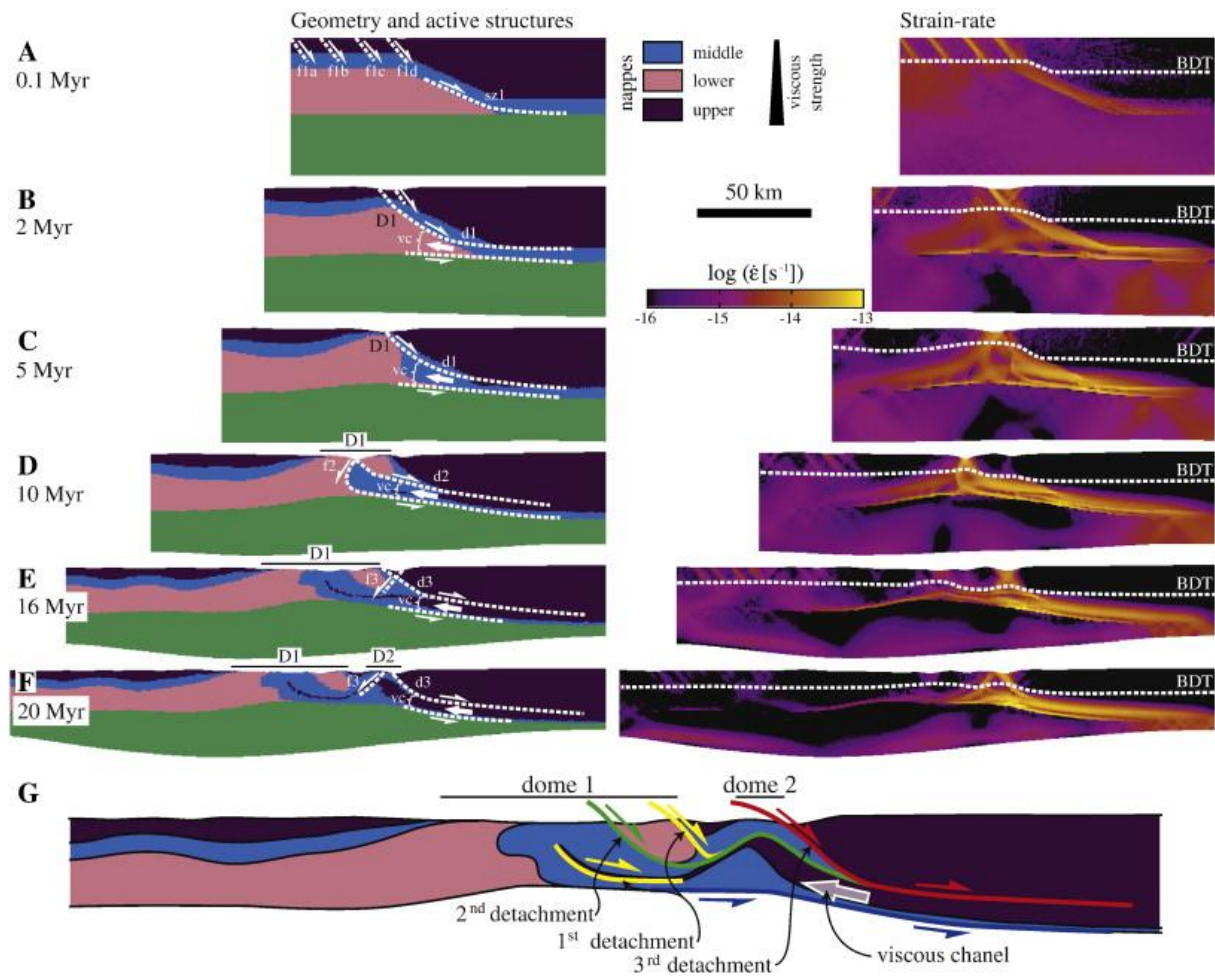 Geometry and active structures
Strain-rate
A
0.1 Myr
f1a
f1b
f1c
f1d
sz1
nappes
middle
lower
upper
viscous
strength
BDT
B
2 Myr
D1
d1
vc
50 km
BDT
log (ε̇ [s⁻¹])
-16
-15
-14
-13
C
5 Myr
D1
d1
vc
BDT
D
10 Myr
D1
f2
d2
vc
BDT
E
16 Myr
D1
f3
d3
vc
BDT
F
20 Myr
D1
D2
f3
d3
vc
BDT
G
dome 1
dome 2
2nd detachment
1st detachment
3rd detachment
viscous chanel